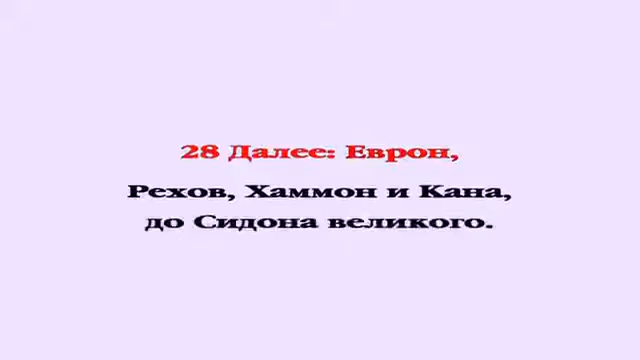 28 Далее: Еврон,
Рехов, Хаммон и Кана,
до Сидона великого.